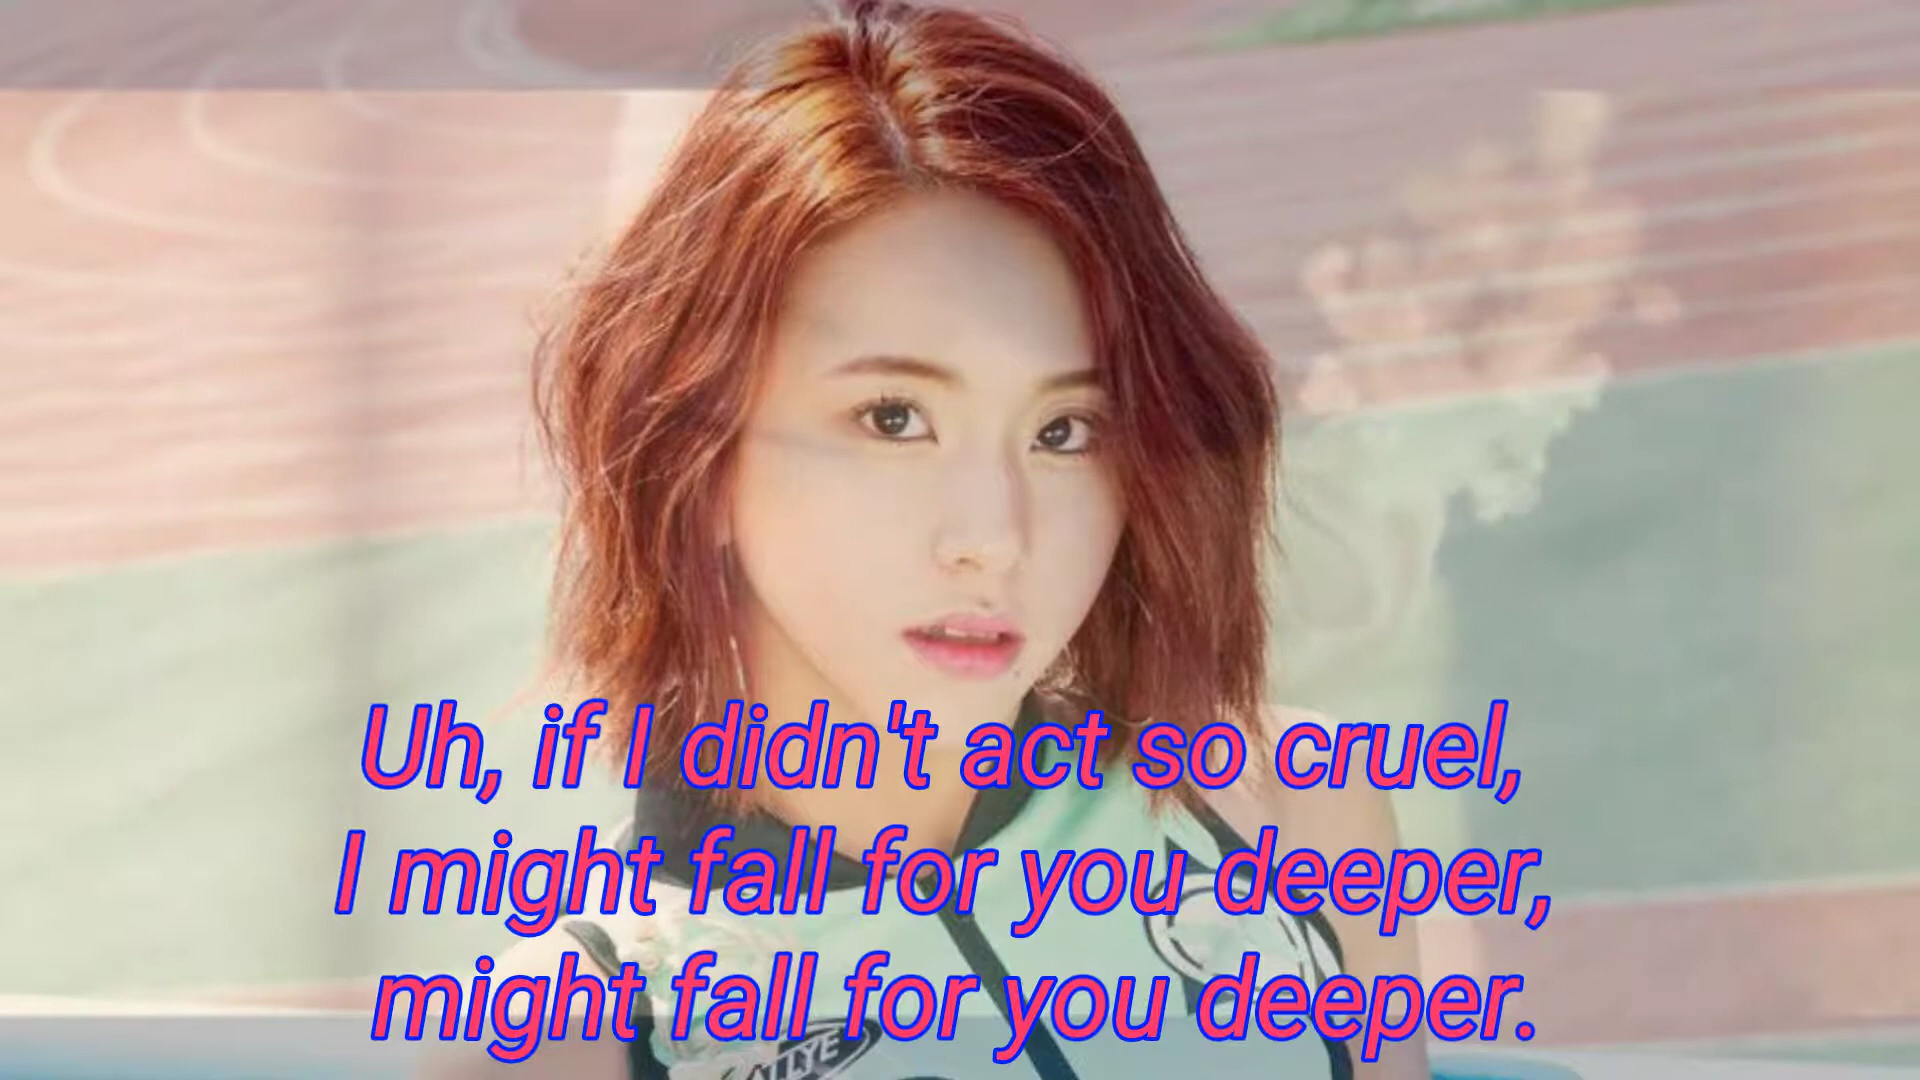 Uh, if I didn't act so cruel,
I might fall for you deeper,
might fall for you deeper.